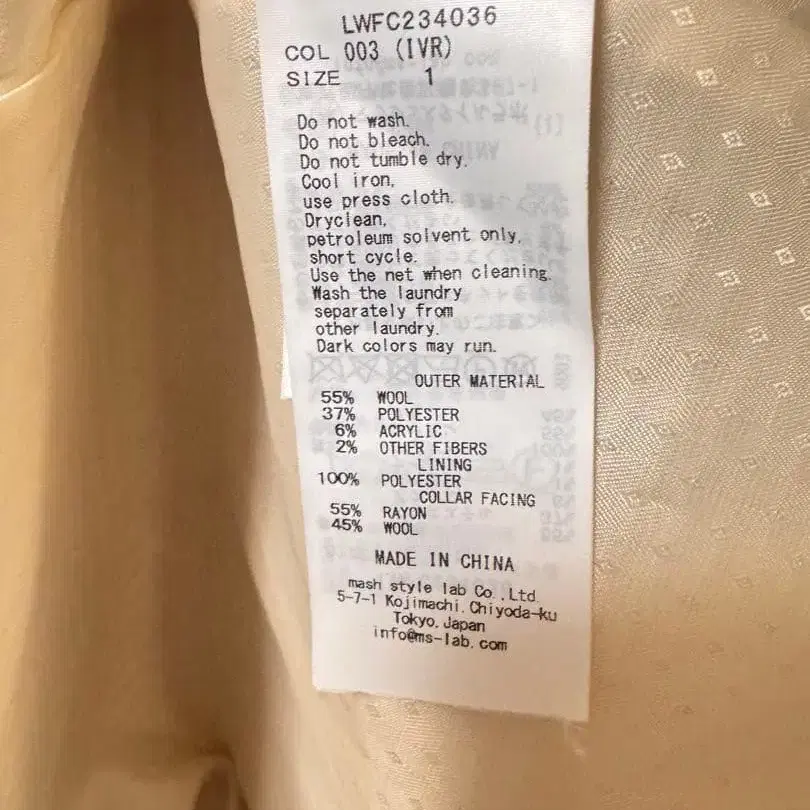 LWFC234036
COL 003 (IVR)
SIZE 1
Do not wash.
Do not bleach.
Do not tumble dry.
Cool iron,
use press cloth.
Dryclean,
petroleum solvent only,
short cycle.
Use the net when cleaning.
Wash the laundry
separately from
other laundry.
Dark colors may run.
OUTER MATERIAL
55% WOOL
37% POLYESTER
6% ACRYLIC
2% OTHER FIBERS
LINING
100% POLYESTER
COLLAR FACING
55% RAYON
45% WOOL
MADE IN CHINA
mash style lab Co.,Ltd.
5-7-1 Kojimachi.Chiyoda-ku
Tokyo.Japan
info@ms-lab.com